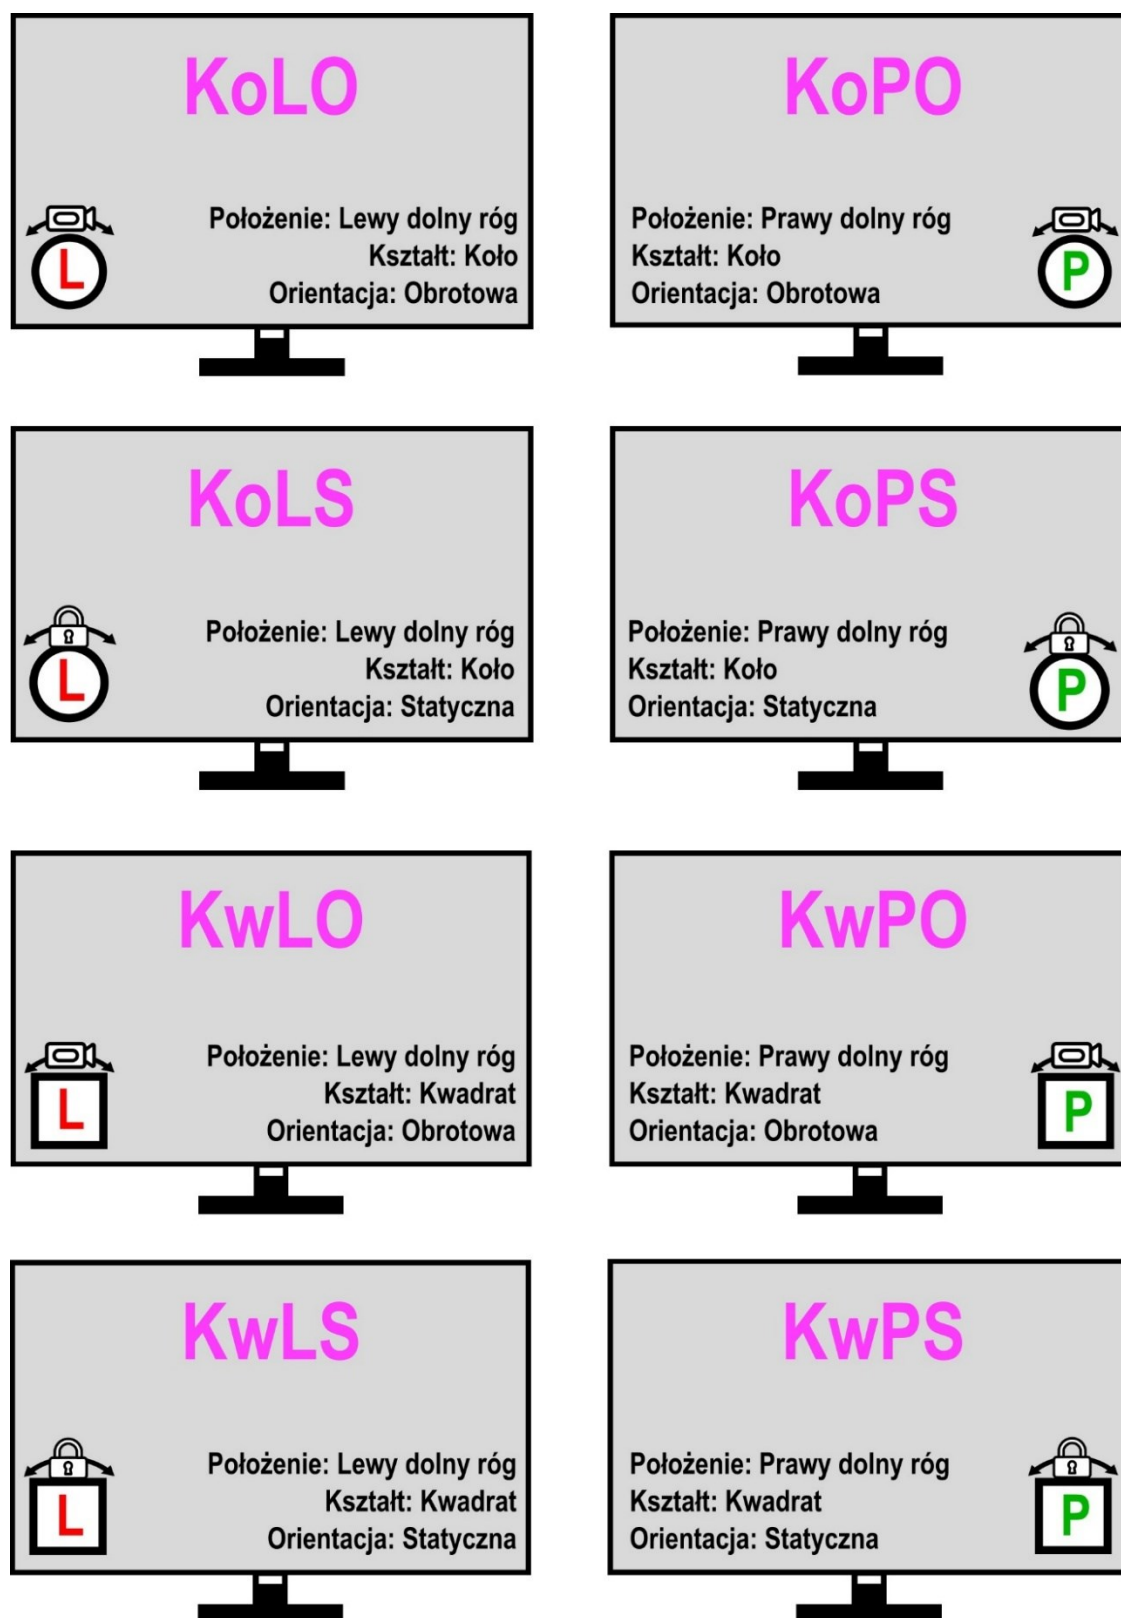 KoLO
Położenie: Lewy dolny róg
Kształt: Koło
Orientacja: Obrotowa
L
KoPO
Położenie: Prawy dolny róg
Kształt: Koło
Orientacja: Obrotowa
P
KoLS
Położenie: Lewy dolny róg
Kształt: Koło
Orientacja: Statyczna
L
KoPS
Położenie: Prawy dolny róg
Kształt: Koło
Orientacja: Statyczna
P
KwLO
Położenie: Lewy dolny róg
Kształt: Kwadrat
Orientacja: Obrotowa
L
KwPO
Położenie: Prawy dolny róg
Kształt: Kwadrat
Orientacja: Obrotowa
P
KwLS
Położenie: Lewy dolny róg
Kształt: Kwadrat
Orientacja: Statyczna
L
KwPS
Położenie: Prawy dolny róg
Kształt: Kwadrat
Orientacja: Statyczna
P